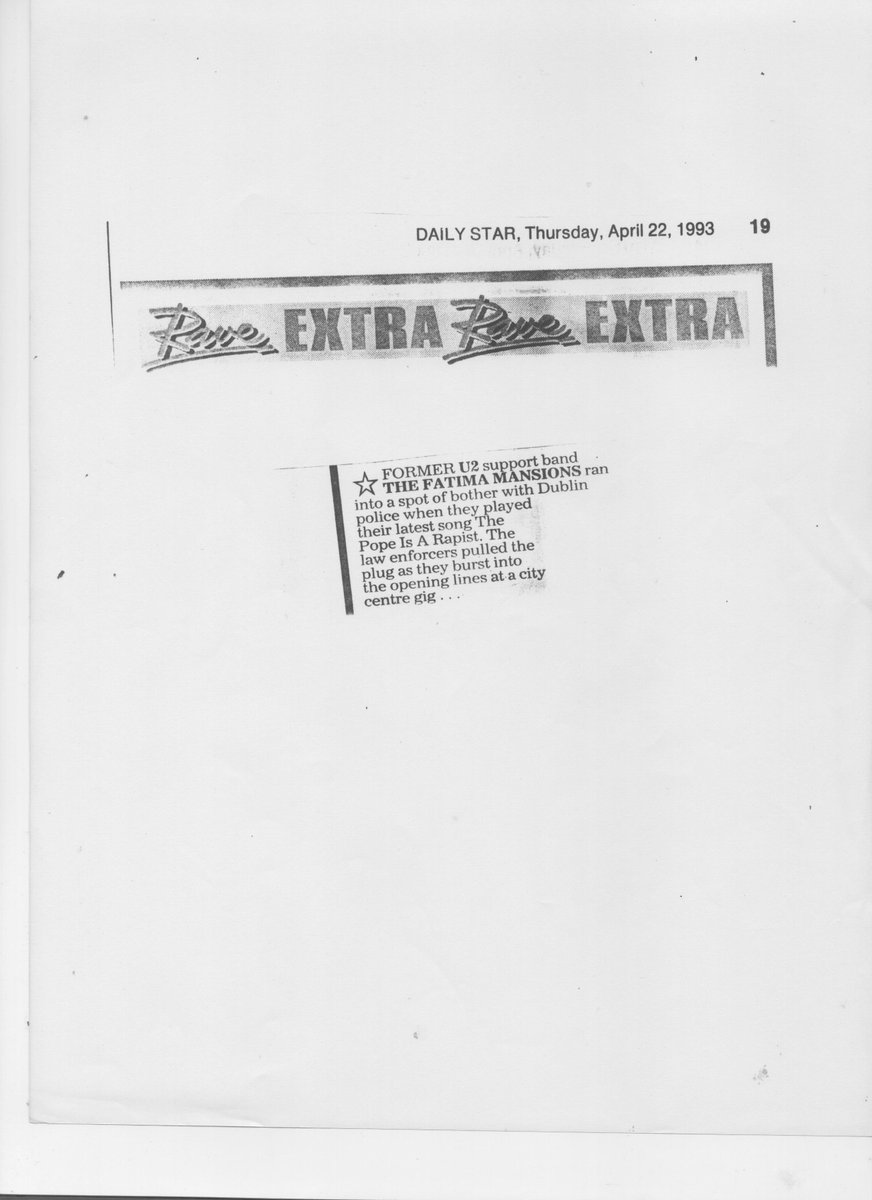 DAILY STAR, Thursday, April 22, 1993 19
Rave EXTRA Rave EXTRA
☆ FORMER U2 support band
THE FATIMA MANSIONS ran
into a spot of bother with Dublin
police when they played
their latest song The
Pope Is A Rapist. The
law enforcers pulled the
plug as they burst into
the opening lines at a city
centre gig . . .